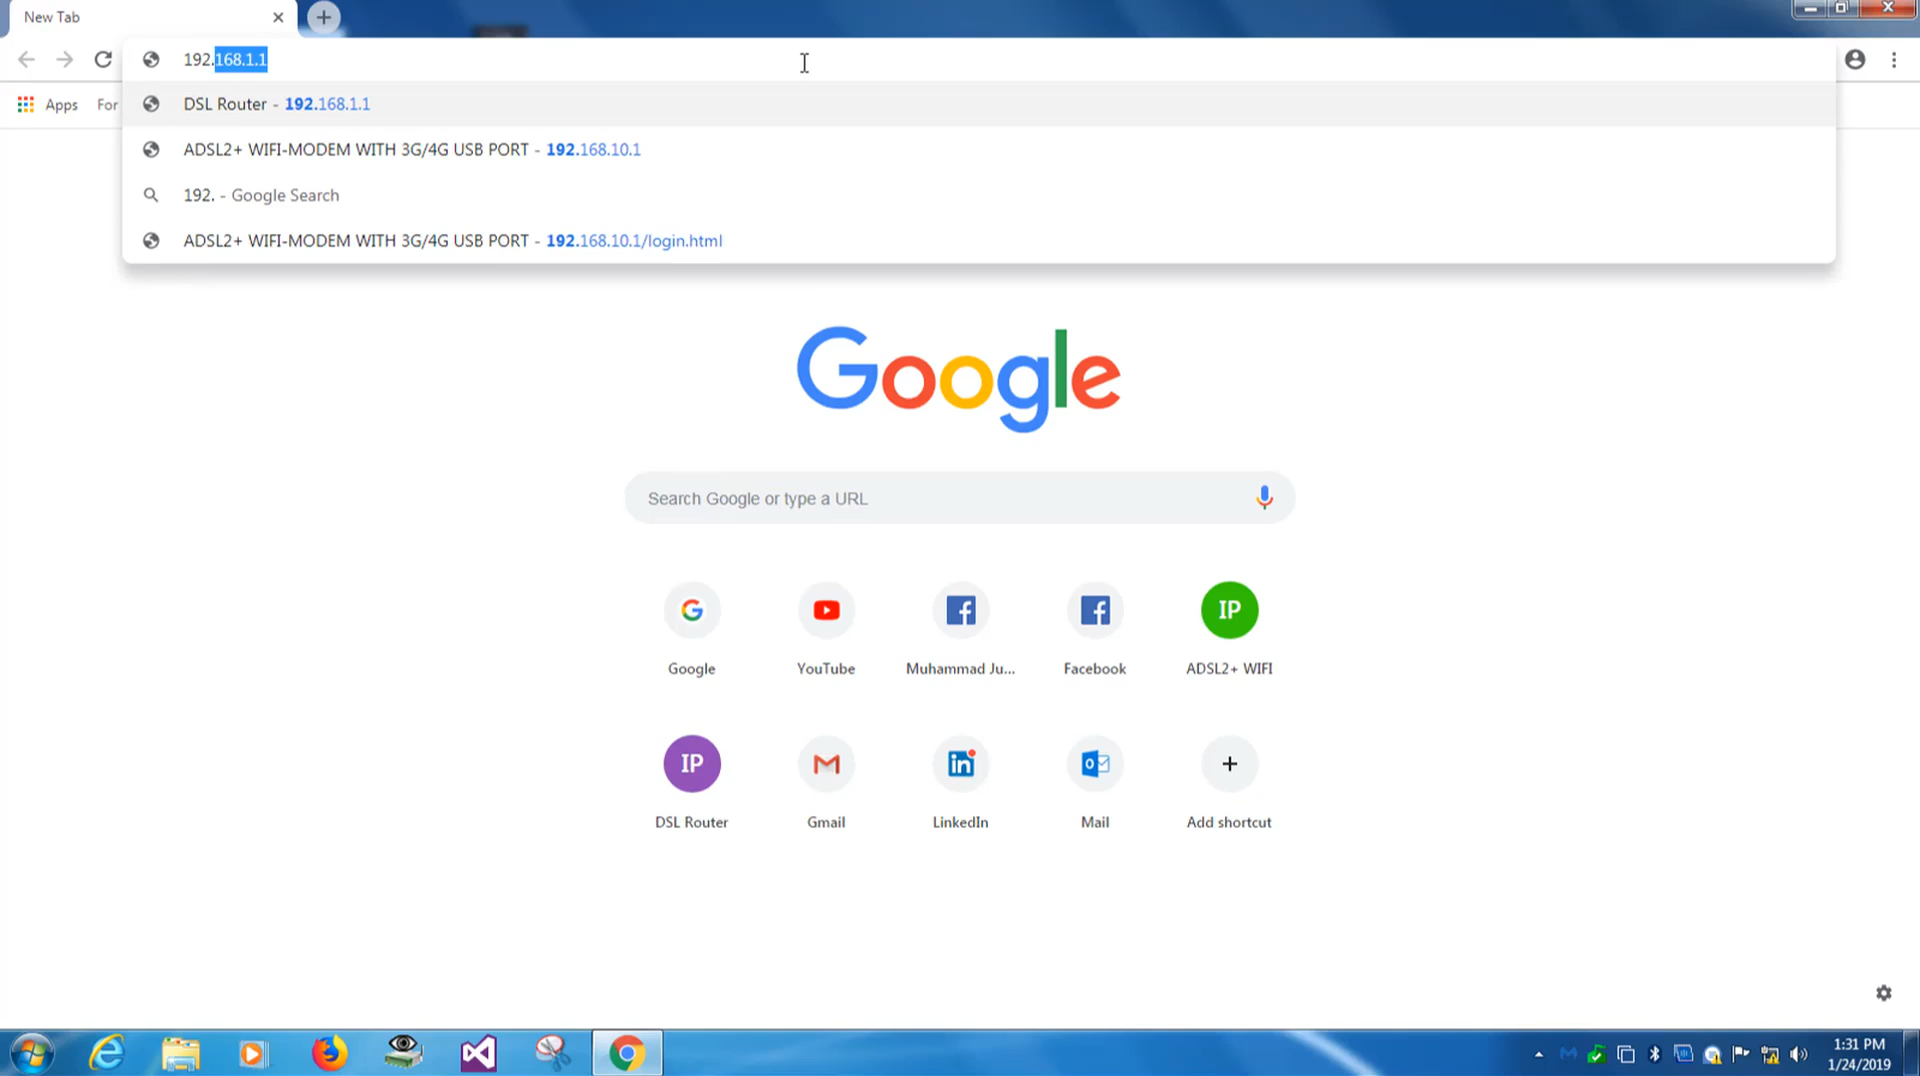 New Tab
192.168.1.1
Apps For
DSL Router - 192.168.1.1
ADSL2+ WIFI-MODEM WITH 3G/4G USB PORT - 192.168.10.1
192. - Google Search
ADSL2+ WIFI-MODEM WITH 3G/4G USB PORT - 192.168.10.1/login.html
Google
Search Google or type a URL
IP
Google YouTube Muhammad Ju... Facebook ADSL2+ WIFI
IP
DSL Router Gmail LinkedIn Mail Add shortcut
1:31 PM
1/24/2019